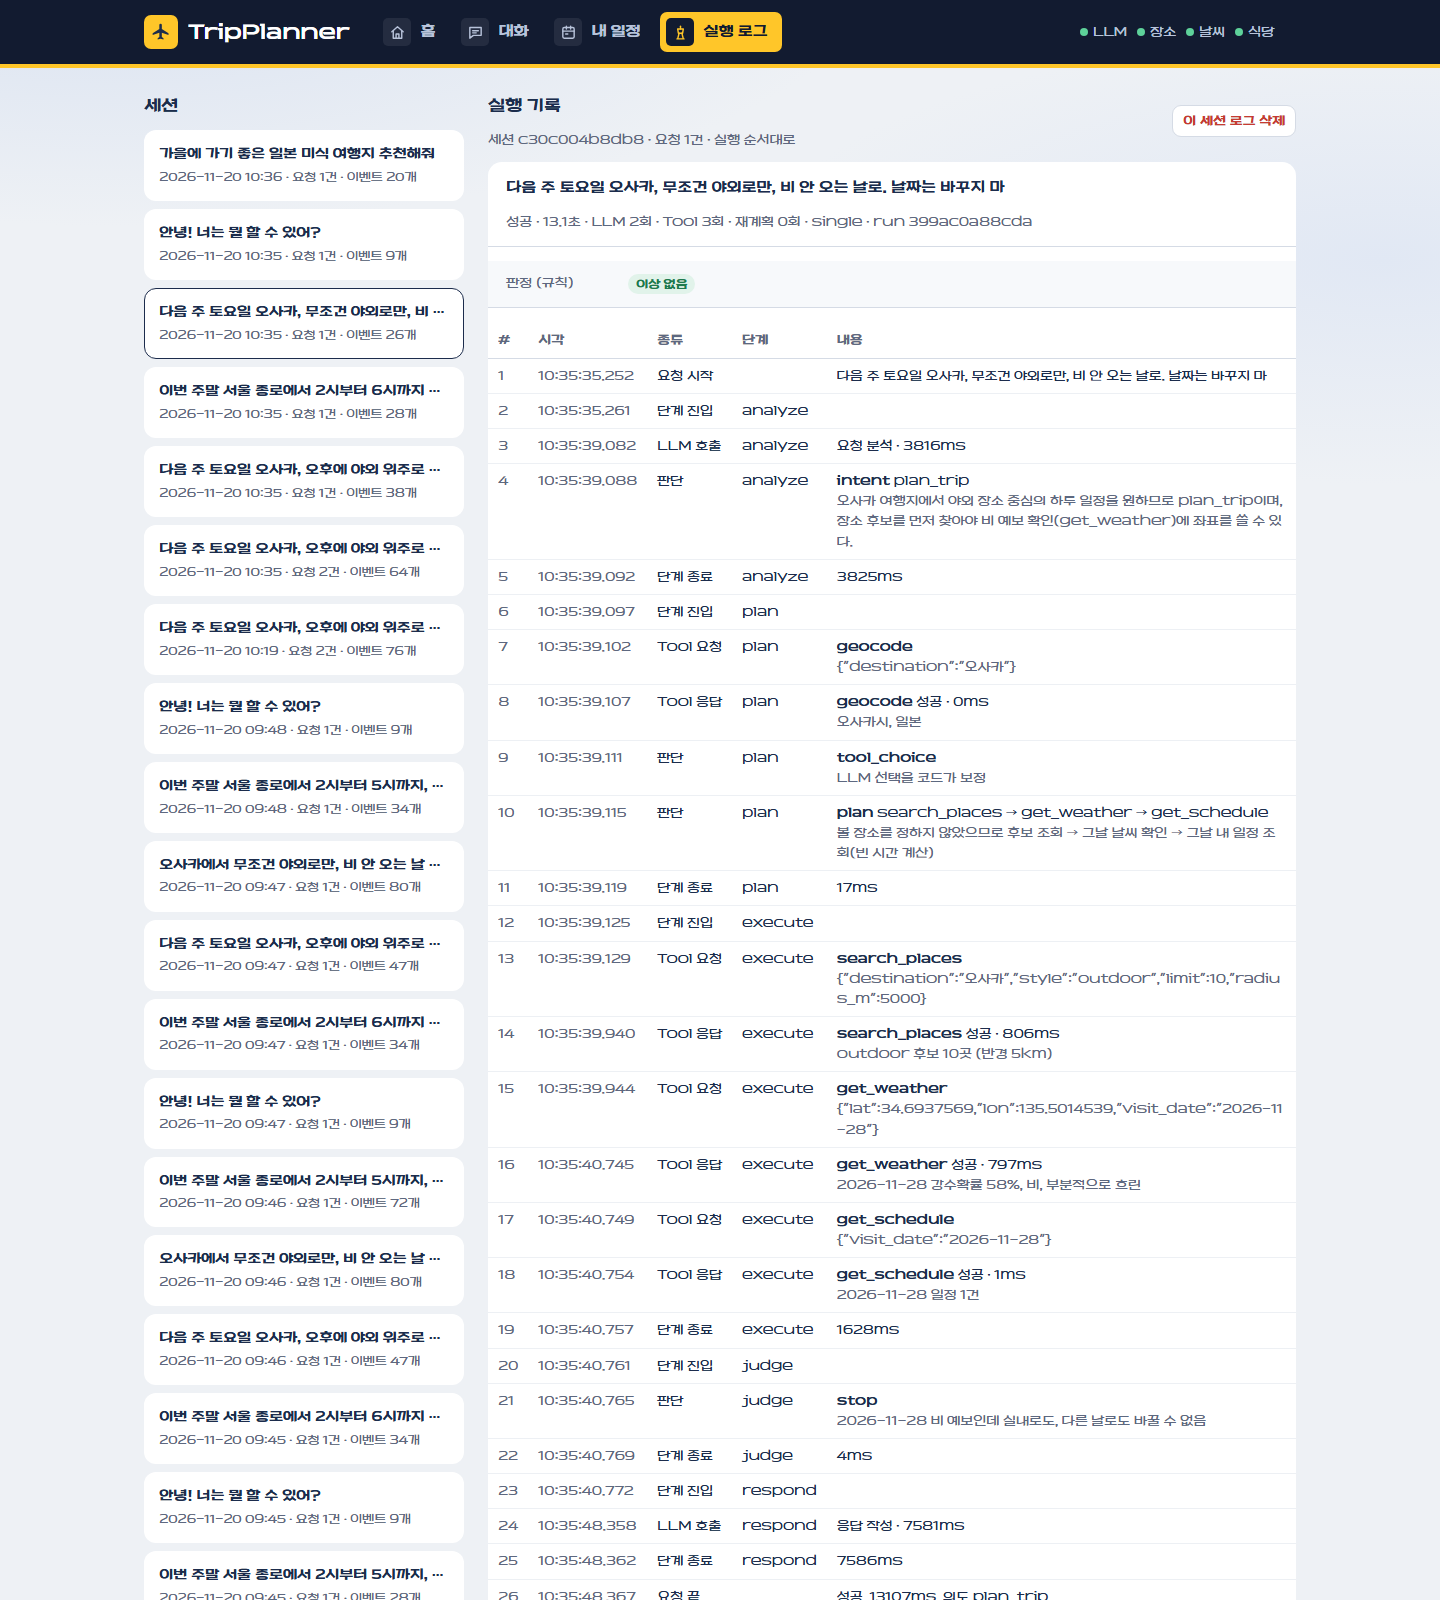 TripPlanner
홈
대화
내 일정
실행 로그
LLM
장소
날씨
식당
세션
가을에 가기 좋은 일본 미식 여행지 추천해줘
2026-11-20 10:36 · 요청 1건 · 이벤트 20개
안녕! 너는 뭘 할 수 있어?
2026-11-20 10:35 · 요청 1건 · 이벤트 9개
다음 주 토요일 오사카, 무조건 야외로만, 비 ···
2026-11-20 10:35 · 요청 1건 · 이벤트 26개
이번 주말 서울 종로에서 2시부터 6시까지 ···
2026-11-20 10:35 · 요청 1건 · 이벤트 28개
다음 주 토요일 오사카, 오후에 야외 위주로 ···
2026-11-20 10:35 · 요청 1건 · 이벤트 38개
다음 주 토요일 오사카, 오후에 야외 위주로 ···
2026-11-20 10:35 · 요청 2건 · 이벤트 64개
다음 주 토요일 오사카, 오후에 야외 위주로 ···
2026-11-20 10:19 · 요청 2건 · 이벤트 76개
안녕! 너는 뭘 할 수 있어?
2026-11-20 09:48 · 요청 1건 · 이벤트 9개
이번 주말 서울 종로에서 2시부터 5시까지, ···
2026-11-20 09:48 · 요청 1건 · 이벤트 34개
오사카에서 무조건 야외로만, 비 안 오는 날 ···
2026-11-20 09:47 · 요청 1건 · 이벤트 80개
다음 주 토요일 오사카, 오후에 야외 위주로 ···
2026-11-20 09:47 · 요청 1건 · 이벤트 47개
이번 주말 서울 종로에서 2시부터 6시까지 ···
2026-11-20 09:47 · 요청 1건 · 이벤트 34개
안녕! 너는 뭘 할 수 있어?
2026-11-20 09:47 · 요청 1건 · 이벤트 9개
이번 주말 서울 종로에서 2시부터 5시까지, ···
2026-11-20 09:46 · 요청 1건 · 이벤트 72개
오사카에서 무조건 야외로만, 비 안 오는 날 ···
2026-11-20 09:46 · 요청 1건 · 이벤트 80개
다음 주 토요일 오사카, 오후에 야외 위주로 ···
2026-11-20 09:46 · 요청 1건 · 이벤트 47개
이번 주말 서울 종로에서 2시부터 6시까지 ···
2026-11-20 09:45 · 요청 1건 · 이벤트 34개
안녕! 너는 뭘 할 수 있어?
2026-11-20 09:45 · 요청 1건 · 이벤트 9개
이번 주말 서울 종로에서 2시부터 5시까지, ···
2026-11-20 09:45 · 요청 1건 · 이벤트 28개
실행 기록
세션 c30c004b8db8 · 요청 1건 · 실행 순서대로
이 세션 로그 삭제
다음 주 토요일 오사카, 무조건 야외로만, 비 안 오는 날로. 날짜는 바꾸지 마
성공 · 13.1초 · LLM 2회 · Tool 3회 · 재계획 0회 · single · run 399ac0a88cda
판정 (규칙) 이상 없음
# 시각 종류 단계 내용
1 10:35:35.252 요청 시작 다음 주 토요일 오사카, 무조건 야외로만, 비 안 오는 날로. 날짜는 바꾸지 마
2 10:35:35.261 단계 진입 analyze
3 10:35:39.082 LLM 호출 analyze 요청 분석 · 3816ms
4 10:35:39.088 판단 analyze intent plan_trip
오사카 여행지에서 야외 장소 중심의 하루 일정을 원하므로 plan_trip이며,
장소 후보를 먼저 찾아야 비 예보 확인(get_weather)에 좌표를 쓸 수 있
다.
5 10:35:39.092 단계 종료 analyze 3825ms
6 10:35:39.097 단계 진입 plan
7 10:35:39.102 Tool 요청 plan geocode
{"destination":"오사카"}
8 10:35:39.107 Tool 응답 plan geocode 성공 · 0ms
오사카시, 일본
9 10:35:39.111 판단 plan tool_choice
LLM 선택을 코드가 보정
10 10:35:39.115 판단 plan plan search_places → get_weather → get_schedule
볼 장소를 정하지 않았으므로 후보 조회 → 그날 날씨 확인 → 그날 내 일정 조
회(빈 시간 계산)
11 10:35:39.119 단계 종료 plan 17ms
12 10:35:39.125 단계 진입 execute
13 10:35:39.129 Tool 요청 execute search_places
{"destination":"오사카","style":"outdoor","limit":10,"radiu
s_m":5000}
14 10:35:39.940 Tool 응답 execute search_places 성공 · 806ms
outdoor 후보 10곳 (반경 5km)
15 10:35:39.944 Tool 요청 execute get_weather
{"lat":34.6937569,"lon":135.5014539,"visit_date":"2026-11
-28"}
16 10:35:40.745 Tool 응답 execute get_weather 성공 · 797ms
2026-11-28 강수확률 58%, 비, 부분적으로 흐린
17 10:35:40.749 Tool 요청 execute get_schedule
{"visit_date":"2026-11-28"}
18 10:35:40.754 Tool 응답 execute get_schedule 성공 · 1ms
2026-11-28 일정 1건
19 10:35:40.757 단계 종료 execute 1628ms
20 10:35:40.761 단계 진입 judge
21 10:35:40.765 판단 judge stop
2026-11-28 비 예보인데 실내로도, 다른 날로도 바꿀 수 없음
22 10:35:40.769 단계 종료 judge 4ms
23 10:35:40.772 단계 진입 respond
24 10:35:48.358 LLM 호출 respond 응답 작성 · 7581ms
25 10:35:48.362 단계 종료 respond 7586ms
26 10:35:48.367 요청 끝 성공, 13107ms, 의도 plan_trip